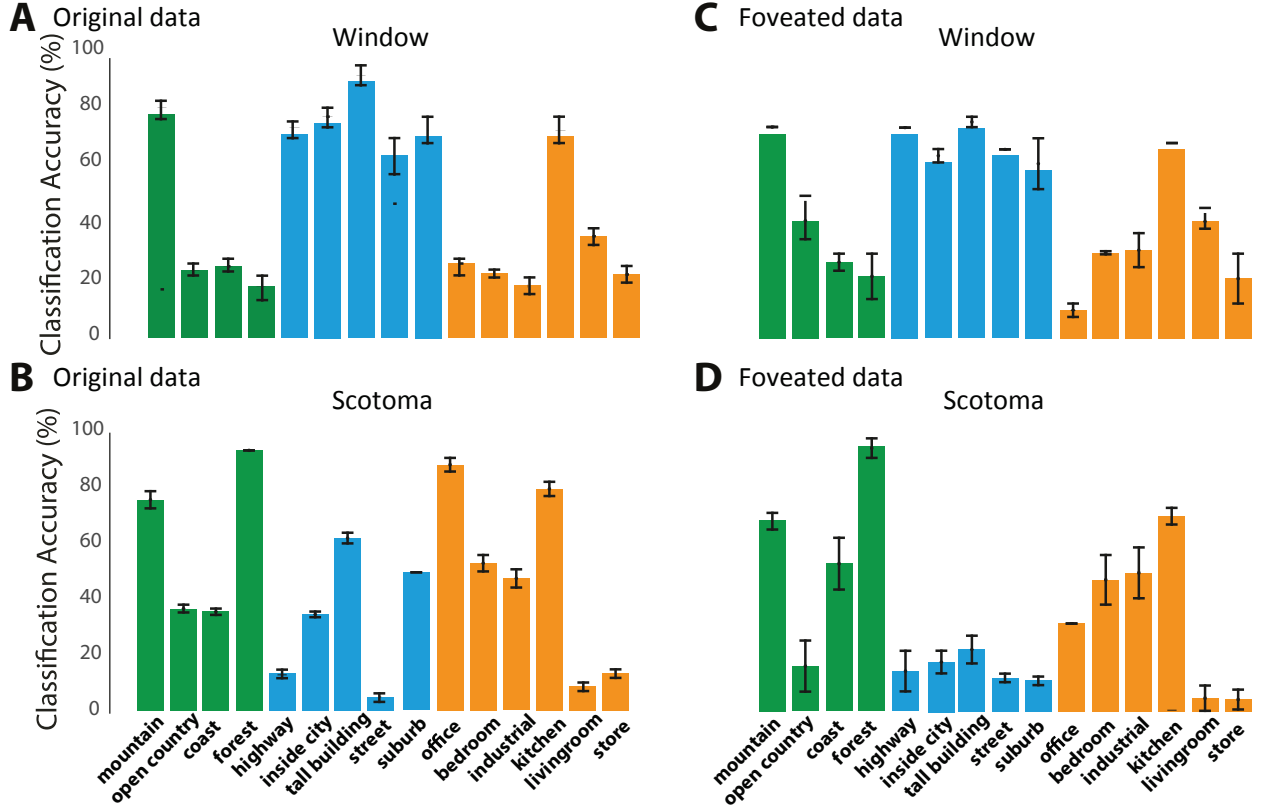 A Original data
Window
Classification Accuracy (%)
100
80
60
40
20
0
C Foveated data
Window
B Original data
Scotoma
Classification Accuracy (%)
100
80
60
40
20
0
mountain
open country
coast
forest
highway
inside city
tall building
street
suburb
office
bedroom
industrial
kitchen
livingroom
store
D Foveated data
Scotoma
mountain
open country
coast
forest
highway
inside city
tall building
street
suburb
office
bedroom
industrial
kitchen
livingroom
store